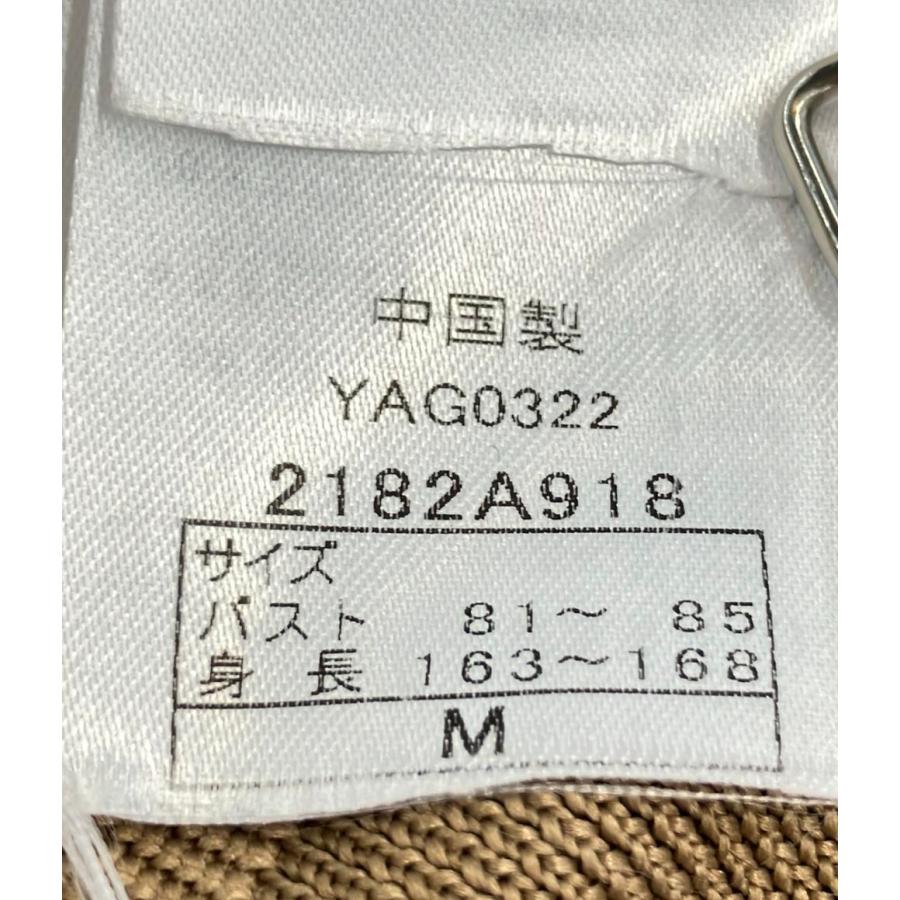 中国製
YAG0322
2182A918
サイズ
バスト 81～ 85
身 長 163～168
M